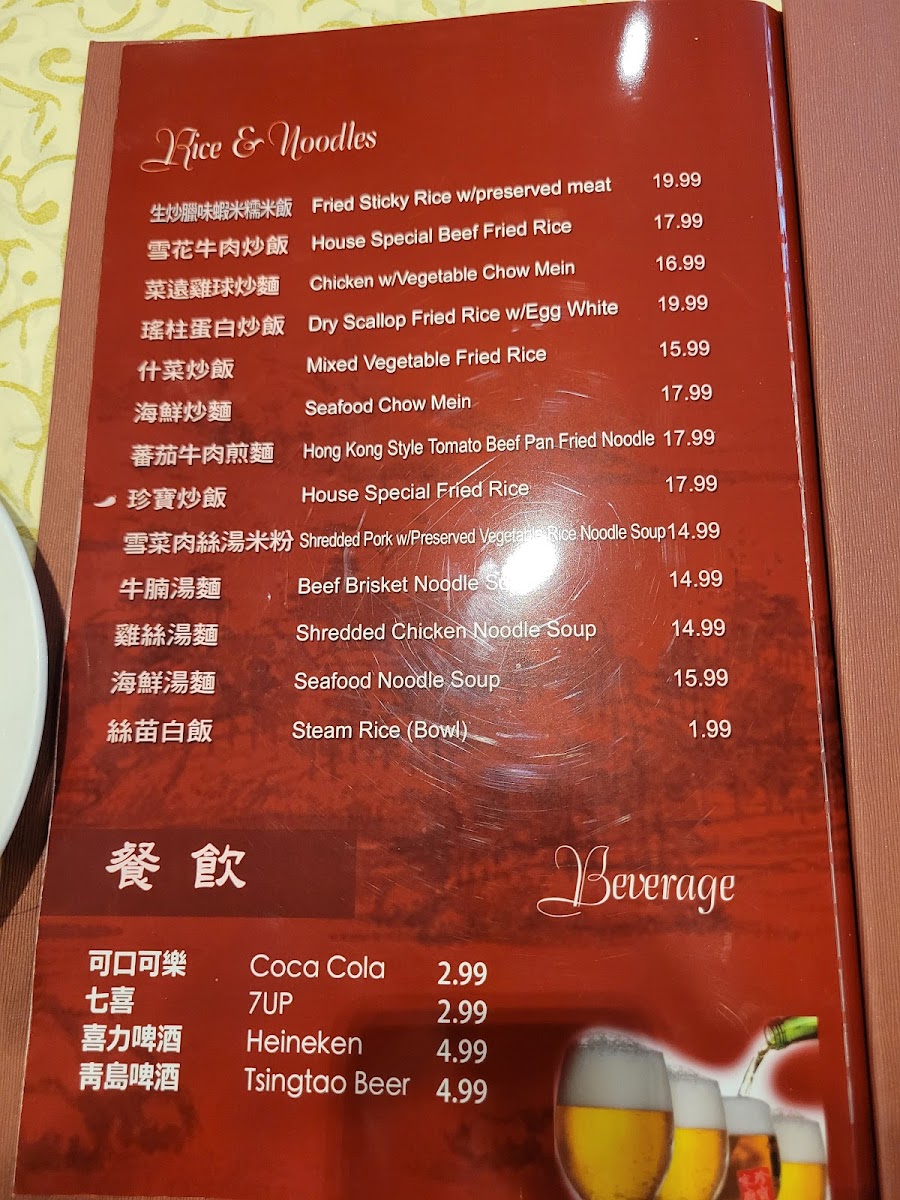 Rice & Noodles
生炒臘味蝦米糯米飯 Fried Sticky Rice w/preserved meat 19.99
雪花牛肉炒飯 House Special Beef Fried Rice 17.99
菜遠雞球炒麵 Chicken w/Vegetable Chow Mein 16.99
瑤柱蛋白炒飯 Dry Scallop Fried Rice w/Egg White 19.99
什菜炒飯 Mixed Vegetable Fried Rice 15.99
海鮮炒麵 Seafood Chow Mein 17.99
蕃茄牛肉煎麵 Hong Kong Style Tomato Beef Pan Fried Noodle 17.99
珍寶炒飯 House Special Fried Rice 17.99
雪菜肉絲湯米粉 Shredded Pork w/Preserved Vegetable Rice Noodle Soup 14.99
牛腩湯麵 Beef Brisket Noodle Soup 14.99
雞絲湯麵 Shredded Chicken Noodle Soup 14.99
海鮮湯麵 Seafood Noodle Soup 15.99
絲苗白飯 Steam Rice (Bowl) 1.99
餐飲 Beverage
可口可樂 Coca Cola 2.99
七喜 7UP 2.99
喜力啤酒 Heineken 4.99
青島啤酒 Tsingtao Beer 4.99